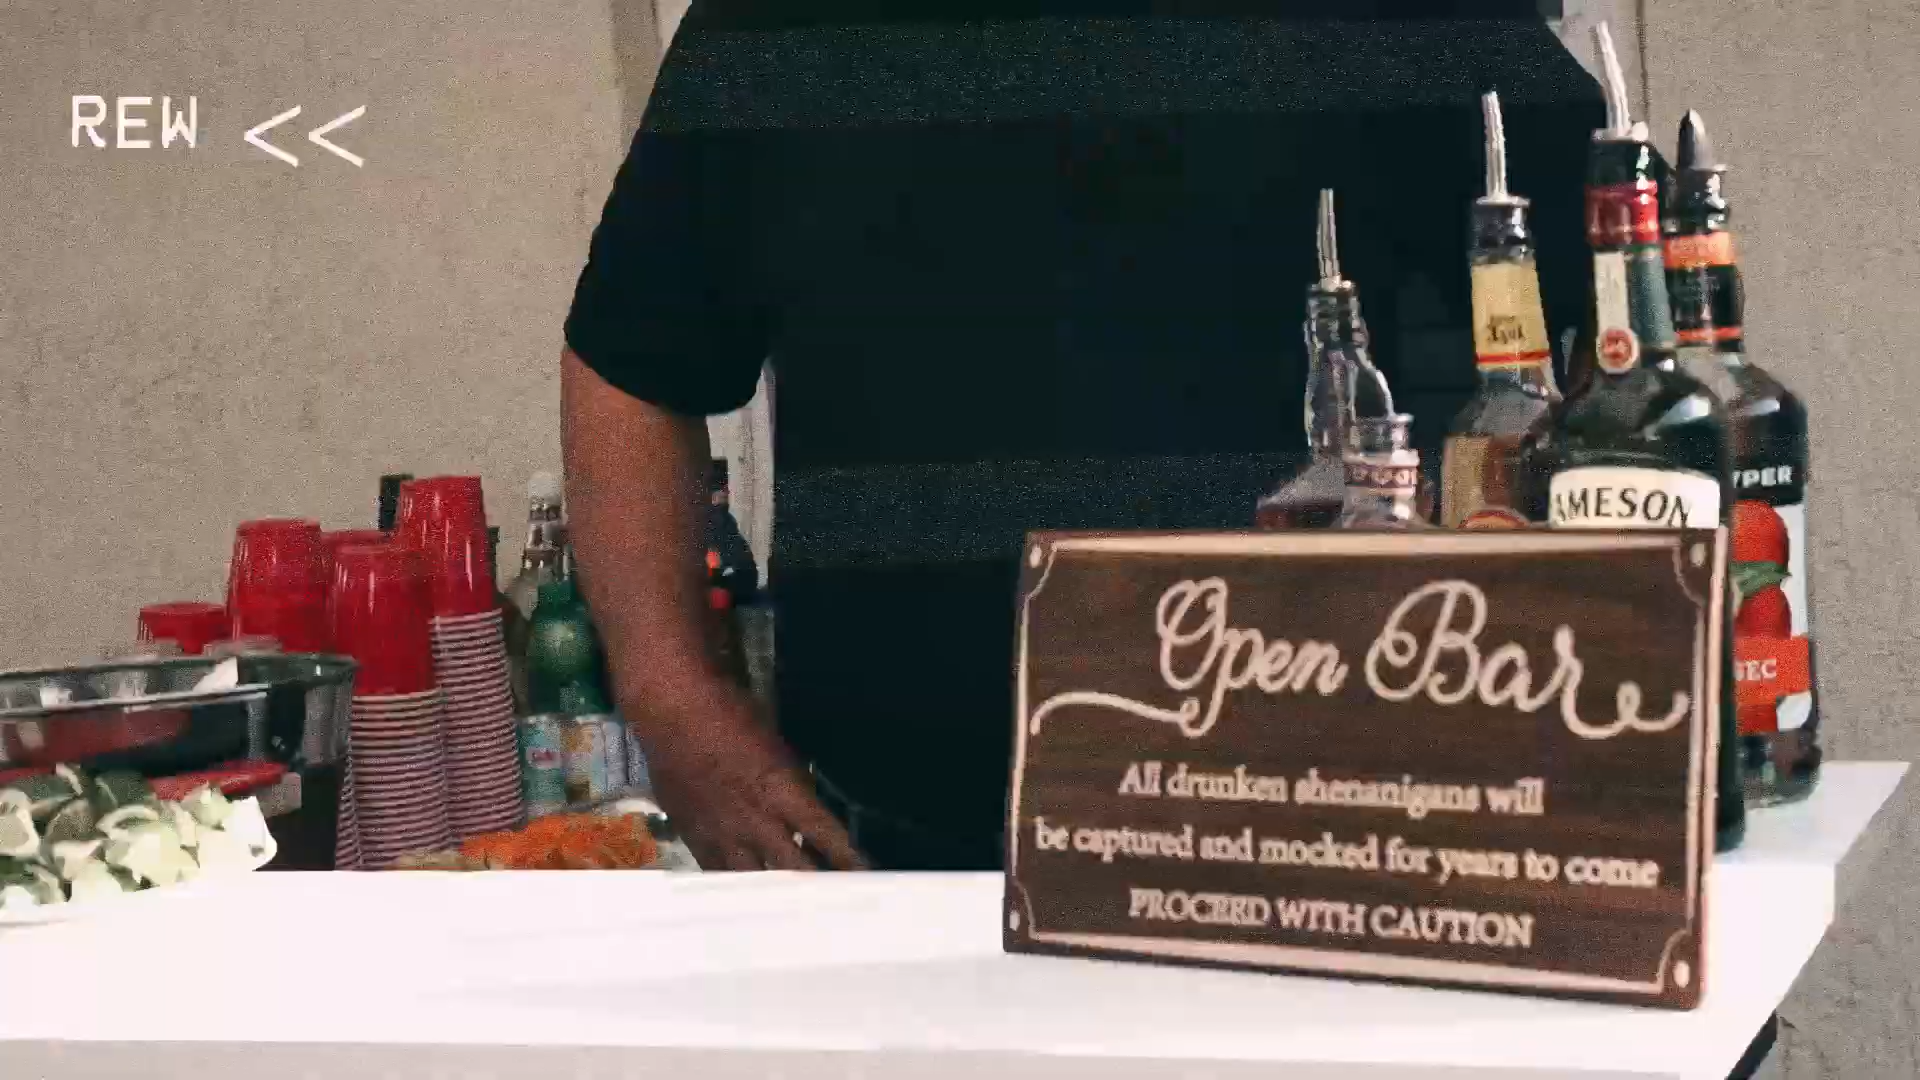 REW <<
AMESON
YPER
SEC
Open Bar
All drunken shenanigans will
be captured and mocked for years to come
PROCEED WITH CAUTION